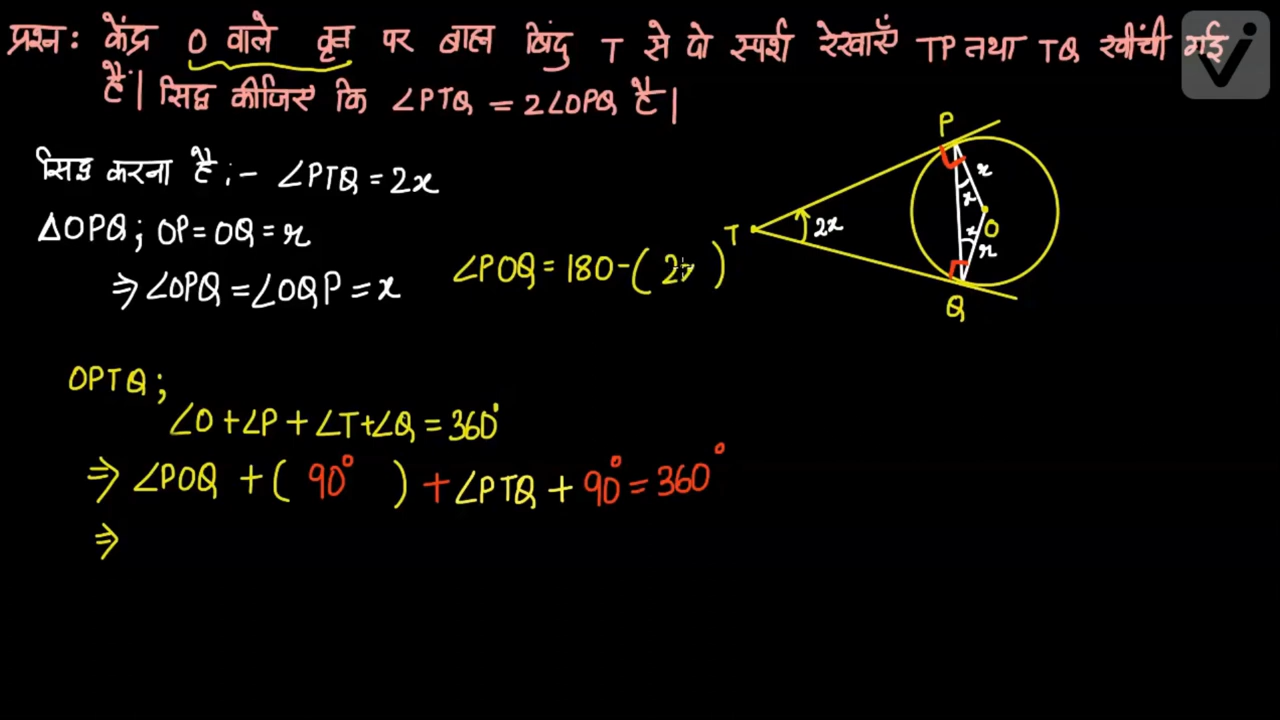 प्रश्न: केंद्र O वाले वृत्त पर बाह्य बिंदु T से दो स्पर्श रेखाएँ TP तथा TQ खींची गई
हैं। सिद्ध कीजिए कि ∠PTQ = 2∠OPQ है।
सिद्ध करना है :- ∠PTQ = 2x
△OPQ; OP = OQ = r
⇒ ∠OPQ = ∠OQP = x
∠POQ = 180 - ( 2x )
OPTQ;
∠O + ∠P + ∠T + ∠Q = 360°
⇒ ∠POQ + ( 90° ) + ∠PTQ + 90° = 360°
⇒
P
r
x
T
2x
x
O
r
Q